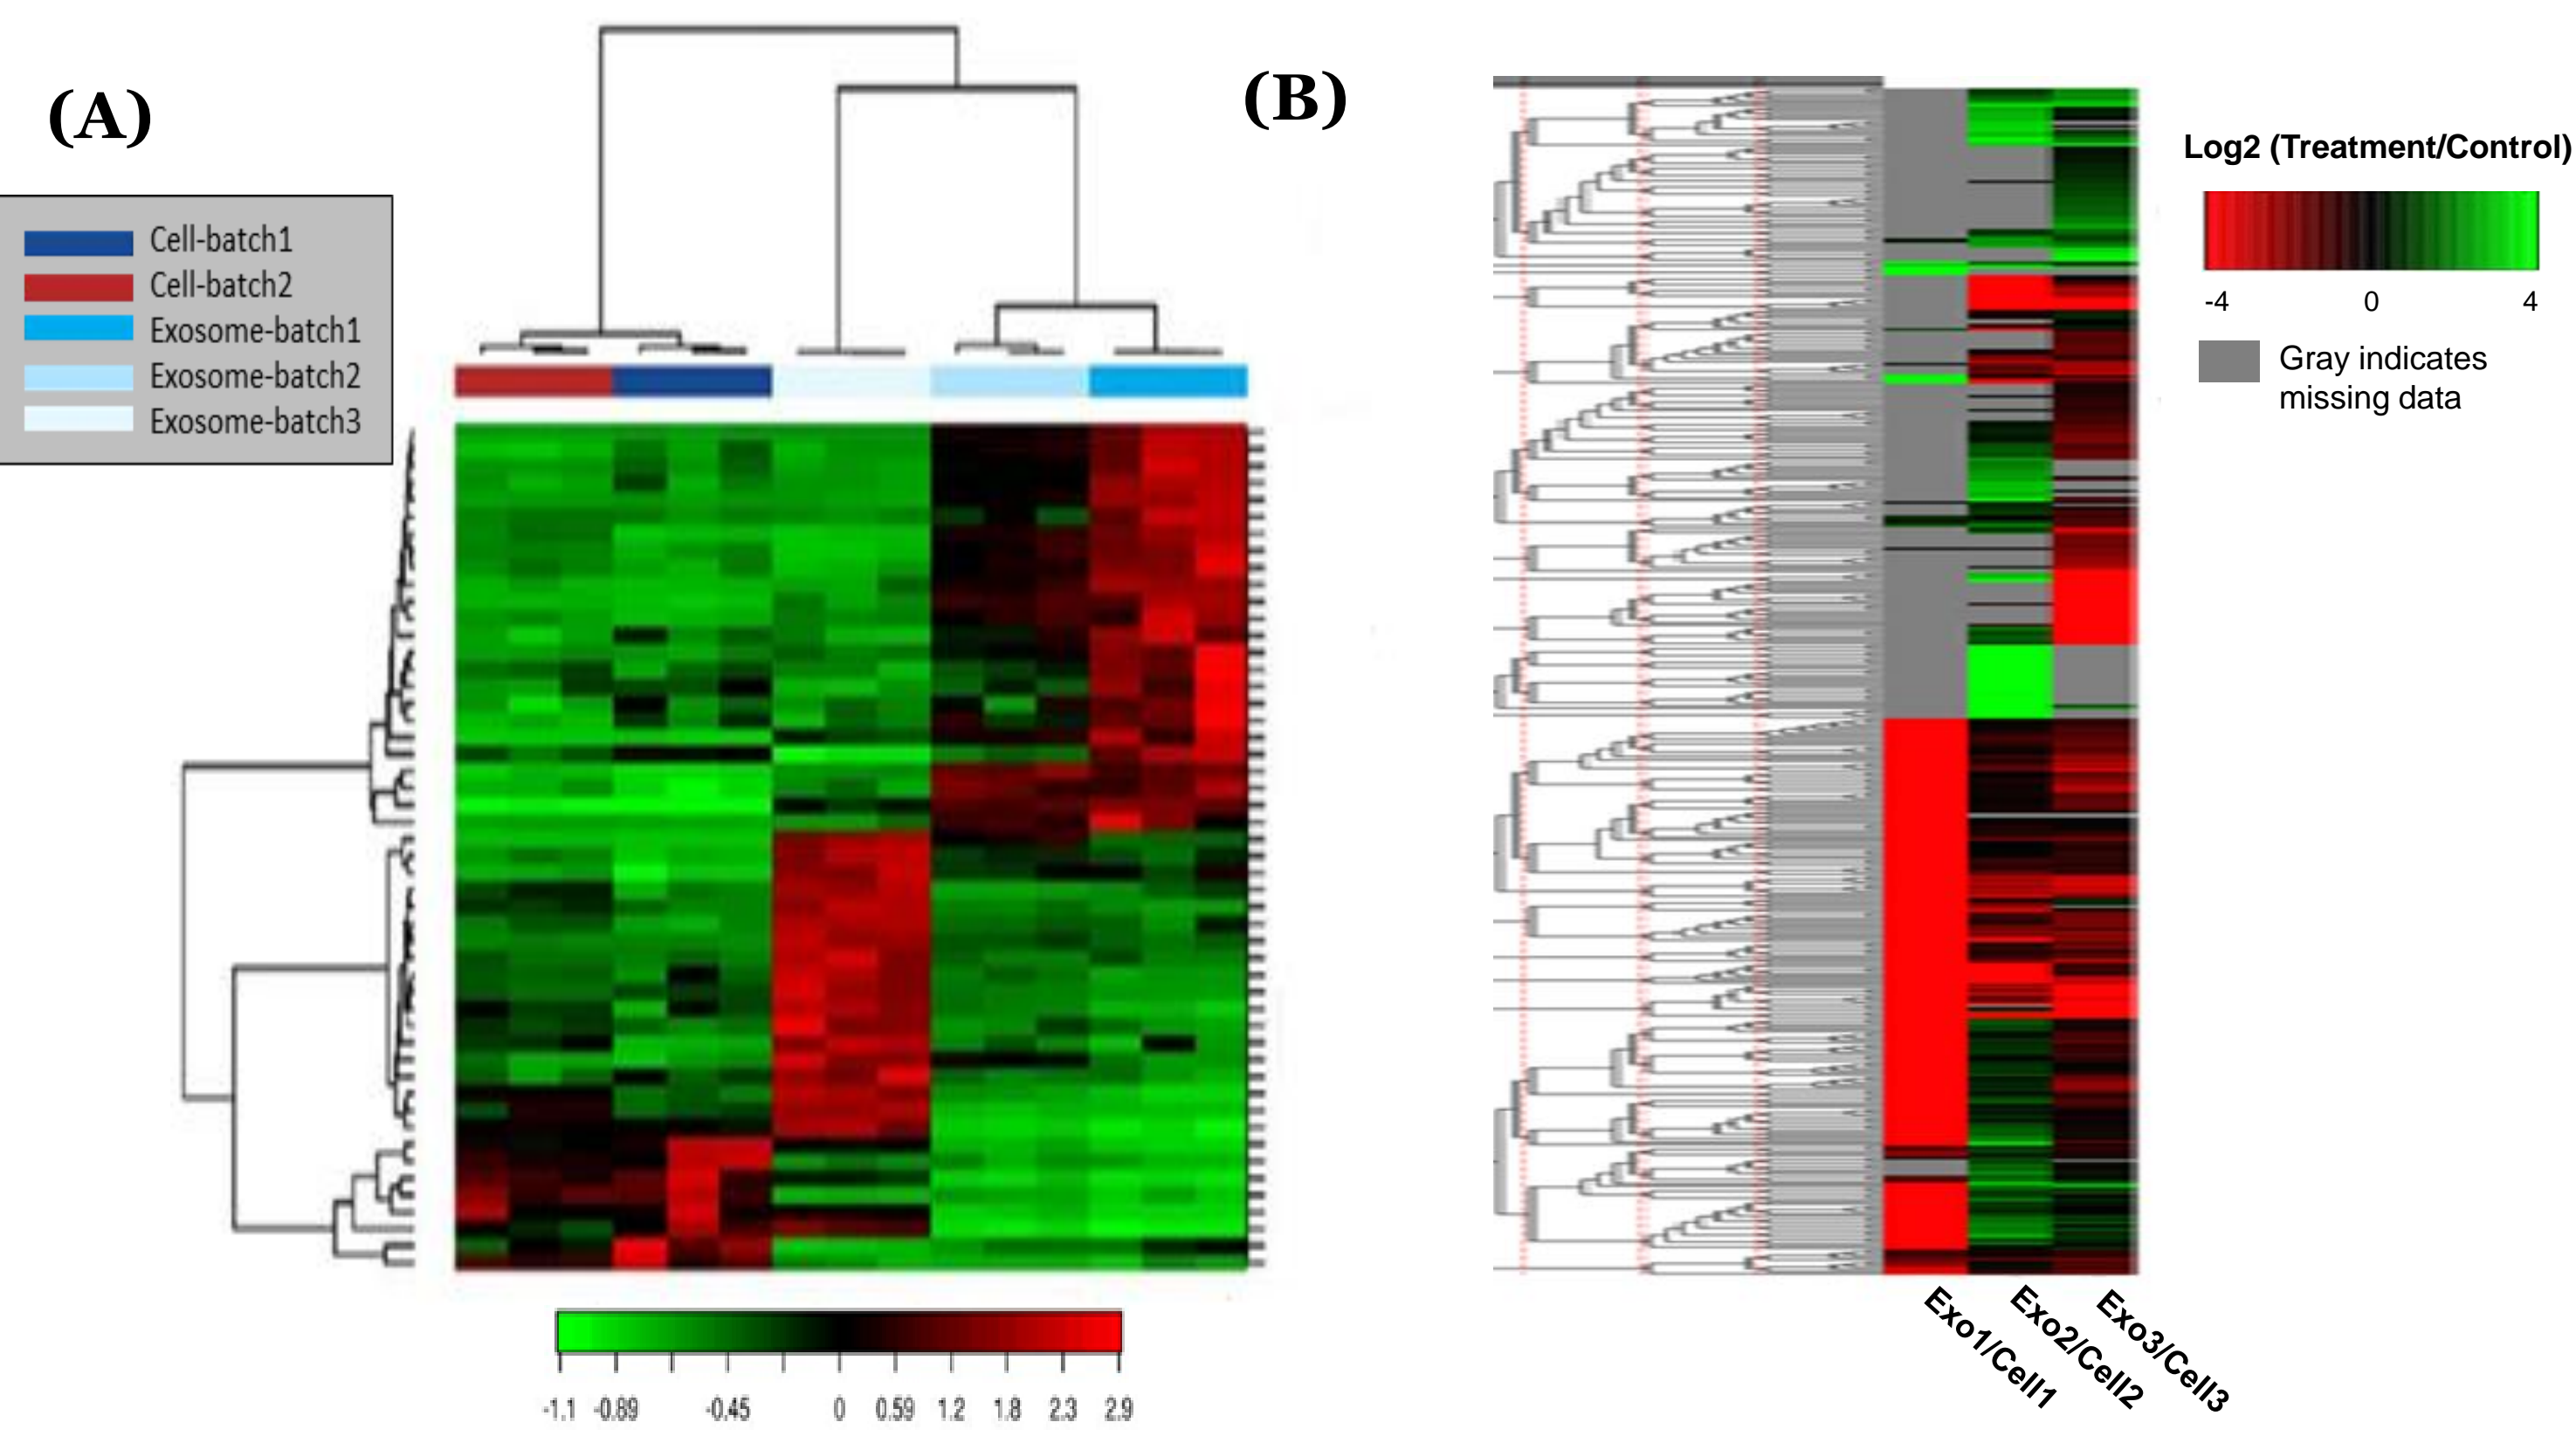 (A)
Cell-batch1
Cell-batch2
Exosome-batch1
Exosome-batch2
Exosome-batch3
-1.1 -0.89 -0.45 0 0.59 1.2 1.8 2.3 2.9
(B)
Log2 (Treatment/Control)
-4 0 4
Gray indicates
missing data
Exo1/Cell1
Exo2/Cell2
Exo3/Cell3